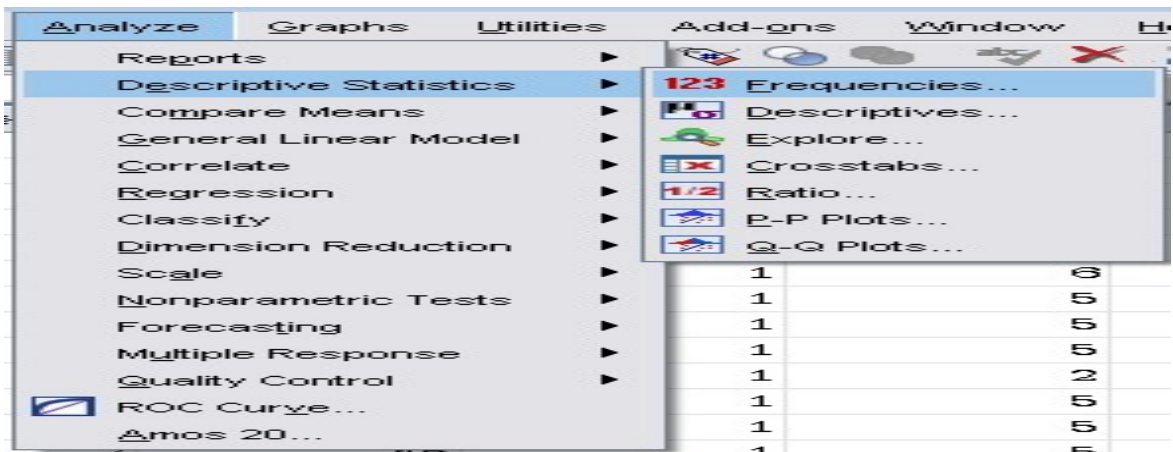 Analyze Graphs Utilities Add-ons Window
Reports
Descriptive Statistics
Compare Means
General Linear Model
Correlate
Regression
Classify
Dimension Reduction
Scale
Nonparametric Tests
Forecasting
Multiple Response
Quality Control
ROC Curve...
Amos 20...
123 Frequencies...
μ σ Descriptives...
Explore...
Crosstabs...
1/2 Ratio...
P-P Plots...
Q-Q Plots...
1 6
1 5
1 5
1 5
1 2
1 5
1 5